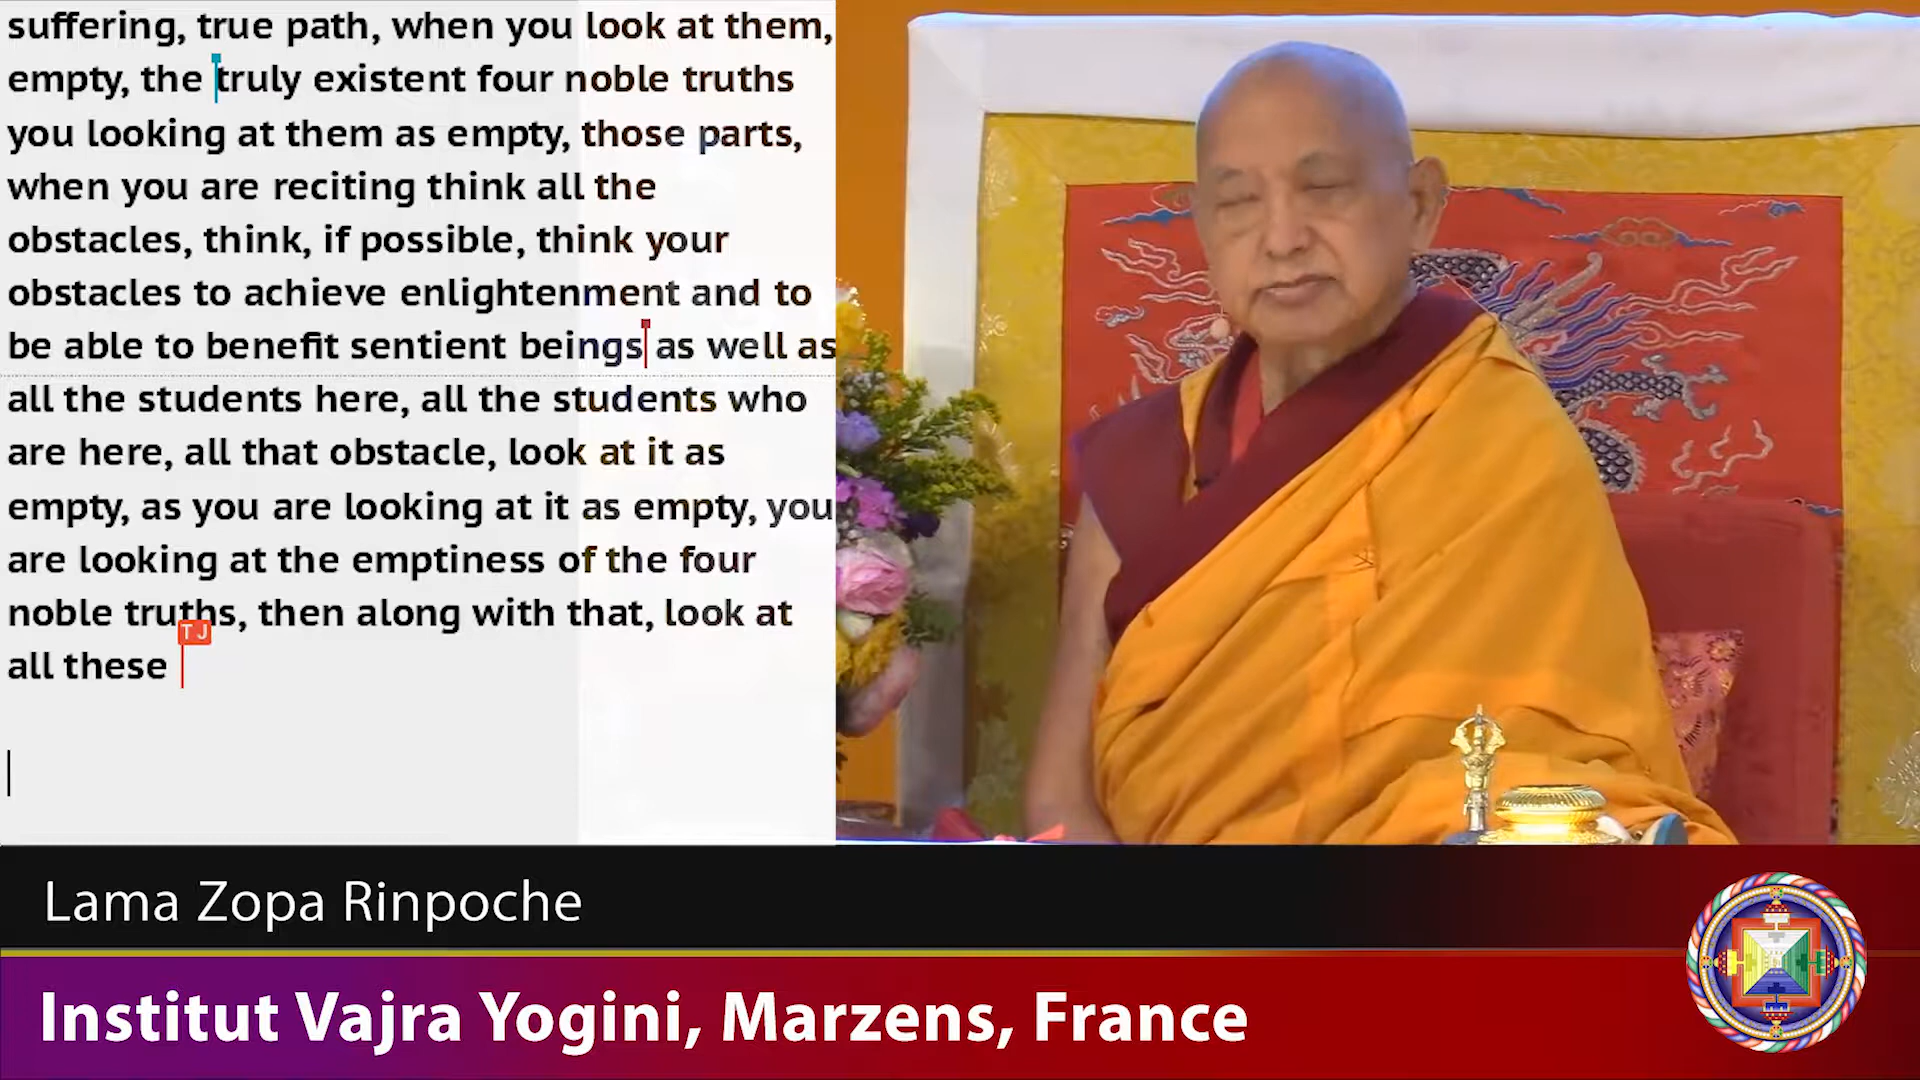 suffering, true path, when you look at them,
empty, the truly existent four noble truths
you looking at them as empty, those parts,
when you are reciting think all the
obstacles, think, if possible, think your
obstacles to achieve enlightenment and to
be able to benefit sentient beings as well as
all the students here, all the students who
are here, all that obstacle, look at it as
empty, as you are looking at it as empty, you
are looking at the emptiness of the four
noble truths, then along with that, look at
TJ
all these
Lama Zopa Rinpoche
Institut Vajra Yogini, Marzens, France